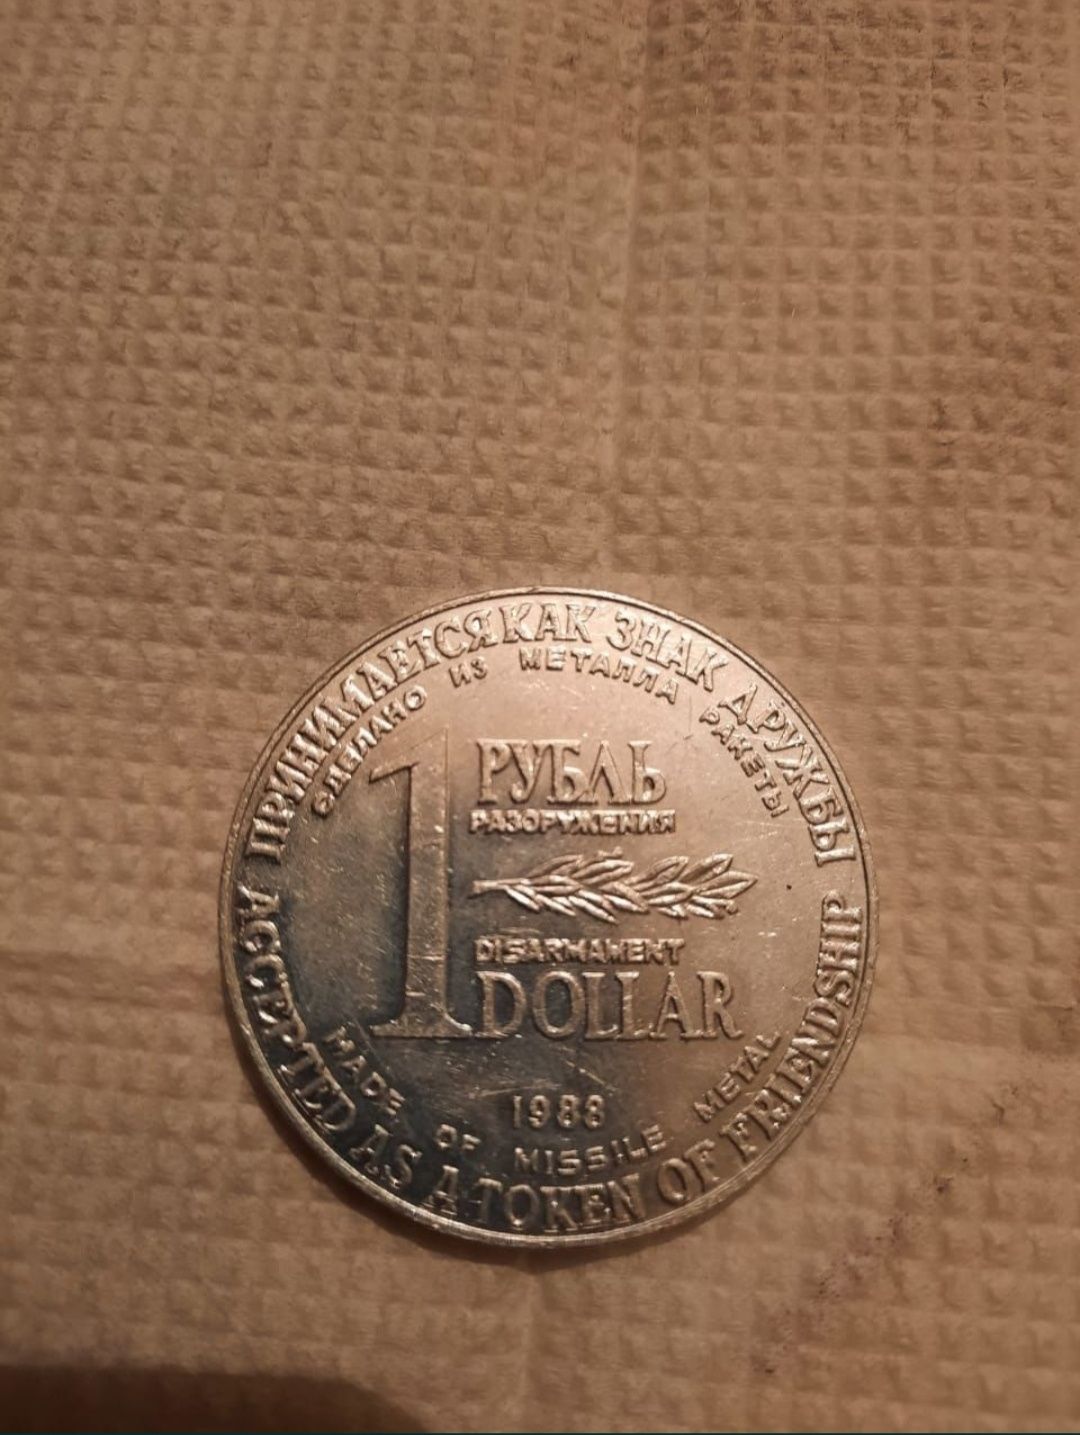 ПРИНИМАЕТСЯ КАК ЗНАК ДРУЖБЫ
СДЕЛАНО ИЗ МЕТАЛЛА РАКЕТЫ
1 РУБЛЬ
РАЗОРУЖЕНИЯ
DISARMAMENT
DOLLAR
1988
MADE OF MISSILE METAL
ACCEPTED AS A TOKEN OF FRIENDSHIP